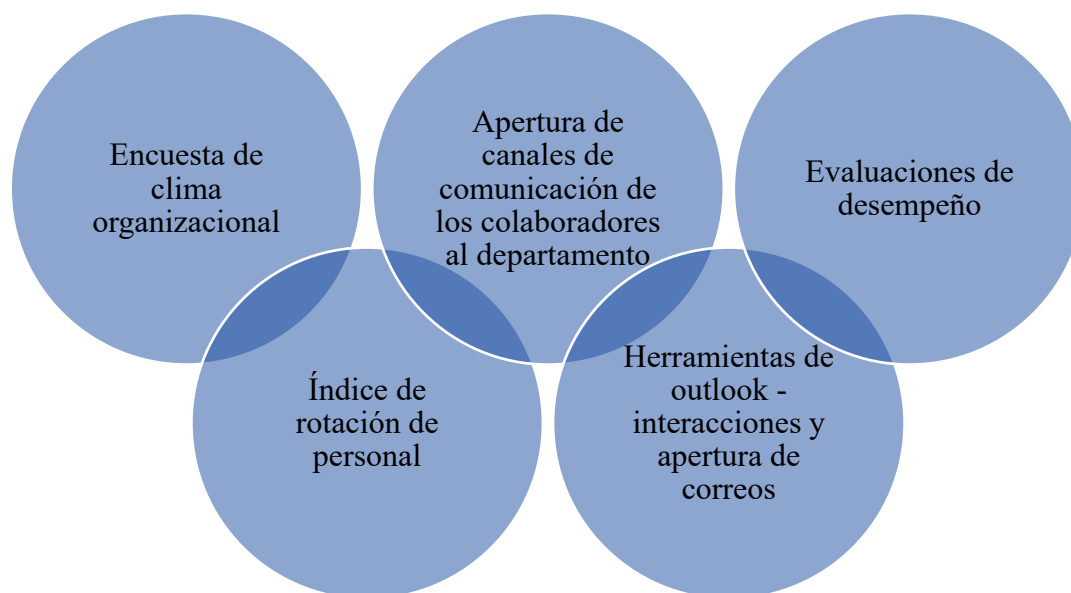 Encuesta de
clima
organizacional
Apertura de
canales de
comunicación de
los colaboradores
al departamento
Evaluaciones de
desempeño
Índice de
rotación de
personal
Herramientas de
outlook -
interacciones y
apertura de
correos